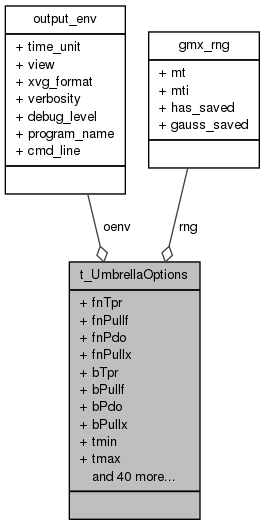 output_env
+ time_unit
+ view
+ xvg_format
+ verbosity
+ debug_level
+ program_name
+ cmd_line
gmx_rng
+ mt
+ mti
+ has_saved
+ gauss_saved
oenv
rng
t_UmbrellaOptions
+ fnTpr
+ fnPullf
+ fnPdo
+ fnPullx
+ bTpr
+ bPullf
+ bPdo
+ bPullx
+ tmin
+ tmax
and 40 more...